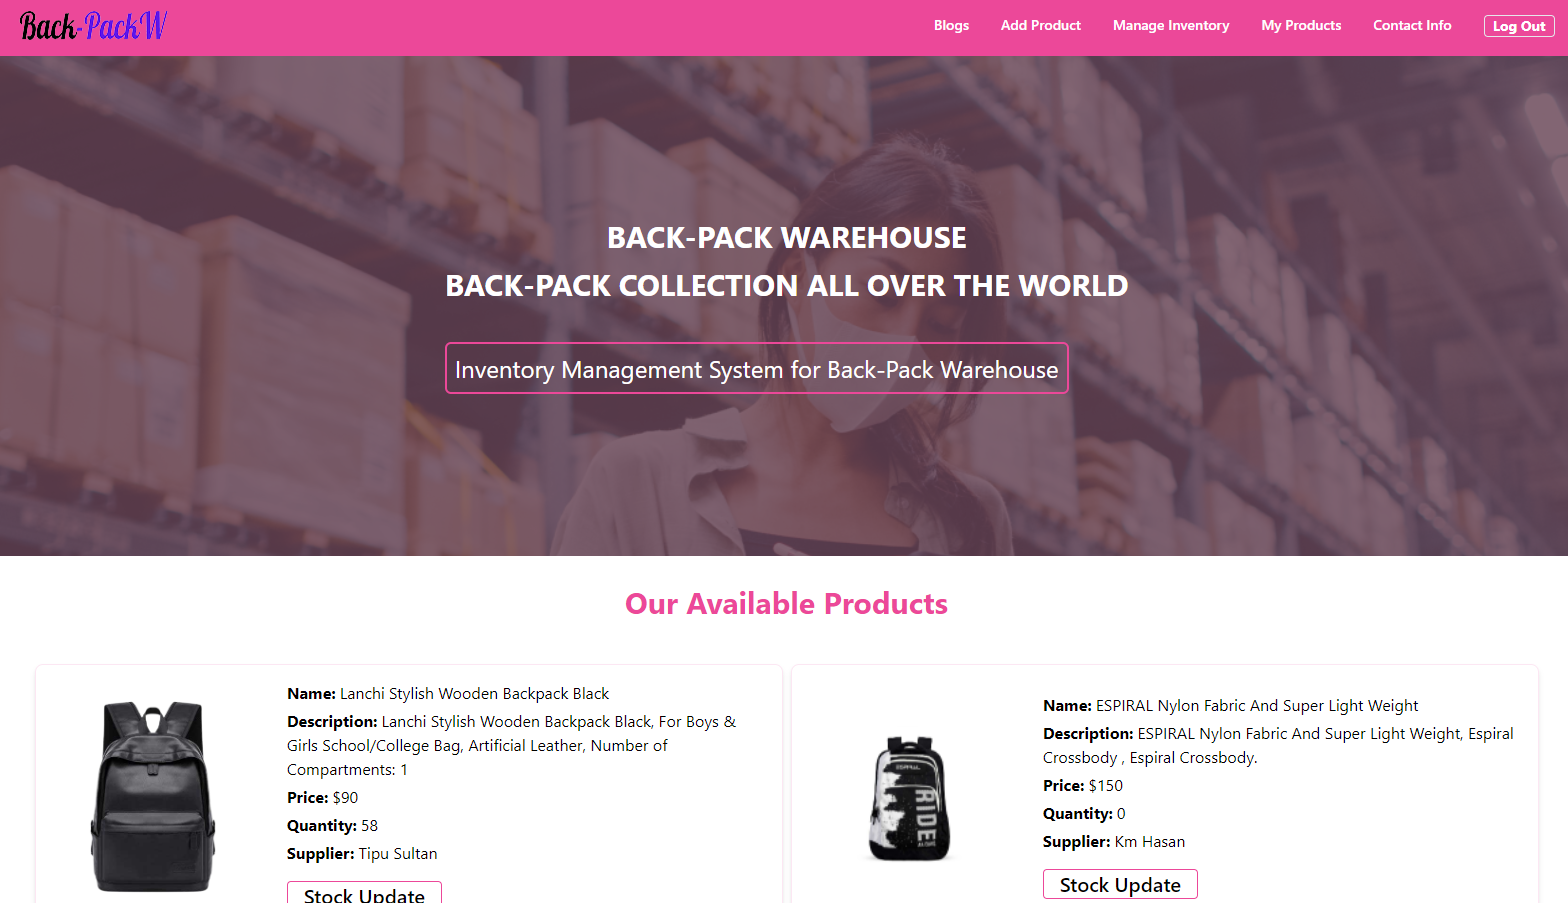 Back-PackW
Blogs
Add Product
Manage Inventory
My Products
Contact Info
Log Out
BACK-PACK WAREHOUSE
BACK-PACK COLLECTION ALL OVER THE WORLD
Inventory Management System for Back-Pack Warehouse
Our Available Products
Name: Lanchi Stylish Wooden Backpack Black
Description: Lanchi Stylish Wooden Backpack Black, For Boys &
Girls School/College Bag, Artificial Leather, Number of
Compartments: 1
Price: $90
Quantity: 58
Supplier: Tipu Sultan
Stock Update
ESPIRAL
RIDE
Name: ESPIRAL Nylon Fabric And Super Light Weight
Description: ESPIRAL Nylon Fabric And Super Light Weight, Espiral
Crossbody , Espiral Crossbody.
Price: $150
Quantity: 0
Supplier: Km Hasan
Stock Update